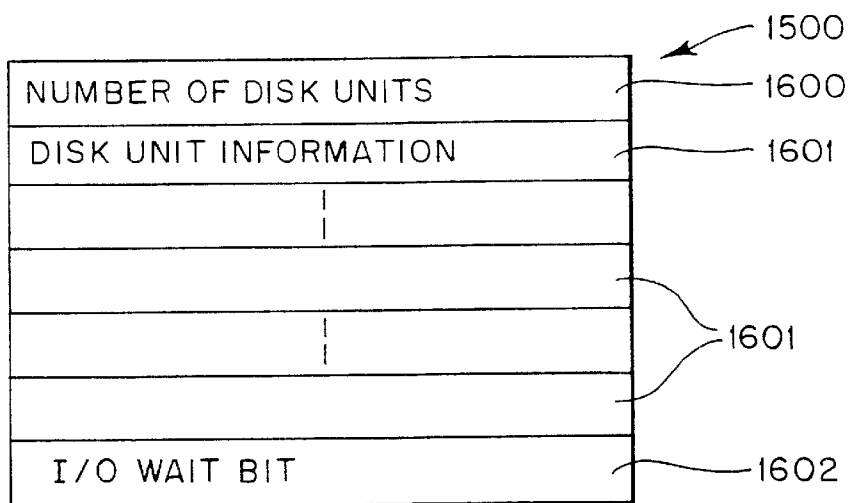 1500
NUMBER OF DISK UNITS 1600
DISK UNIT INFORMATION 1601
1601
I/O WAIT BIT 1602